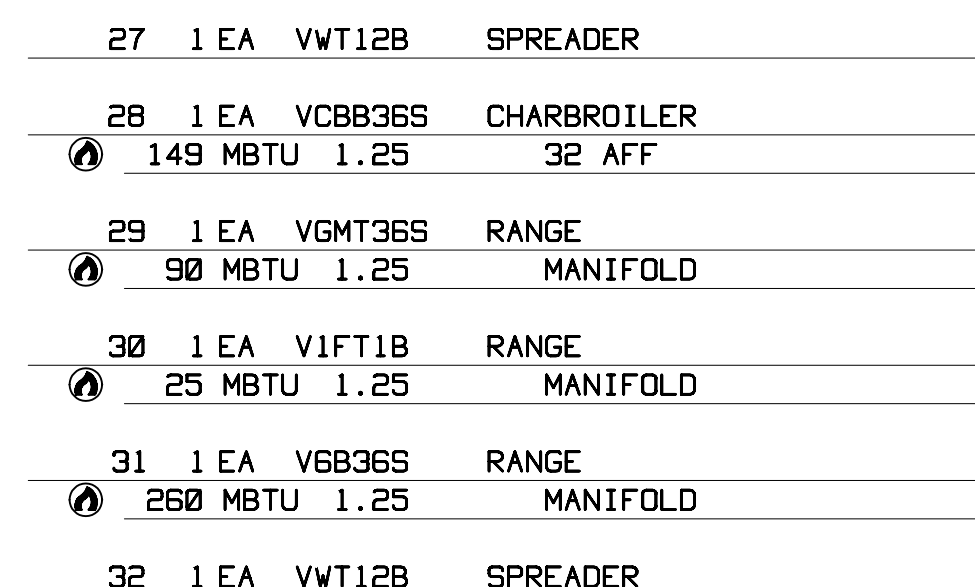 27 1 EA VWT12B SPREADER
28 1 EA VCBB36S CHARBROILER
149 MBTU 1.25 32 AFF
29 1 EA VGMT36S RANGE
90 MBTU 1.25 MANIFOLD
30 1 EA V1FT1B RANGE
25 MBTU 1.25 MANIFOLD
31 1 EA V6B36S RANGE
260 MBTU 1.25 MANIFOLD
32 1 EA VWT12B SPREADER